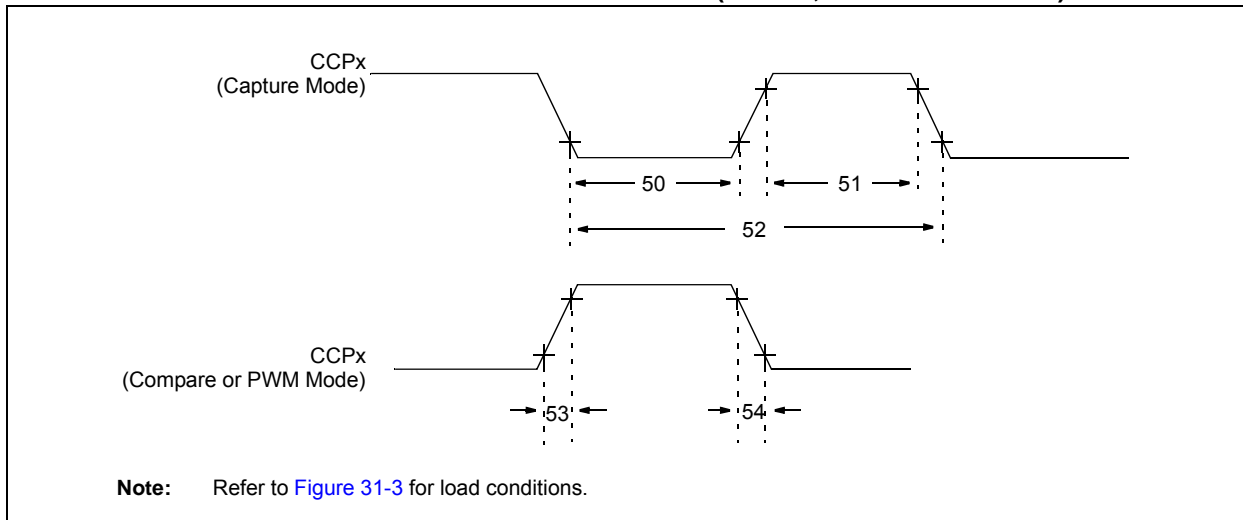 CCPx
(Capture Mode)
50
51
52
CCPx
(Compare or PWM Mode)
53
54
Note: Refer to Figure 31-3 for load conditions.